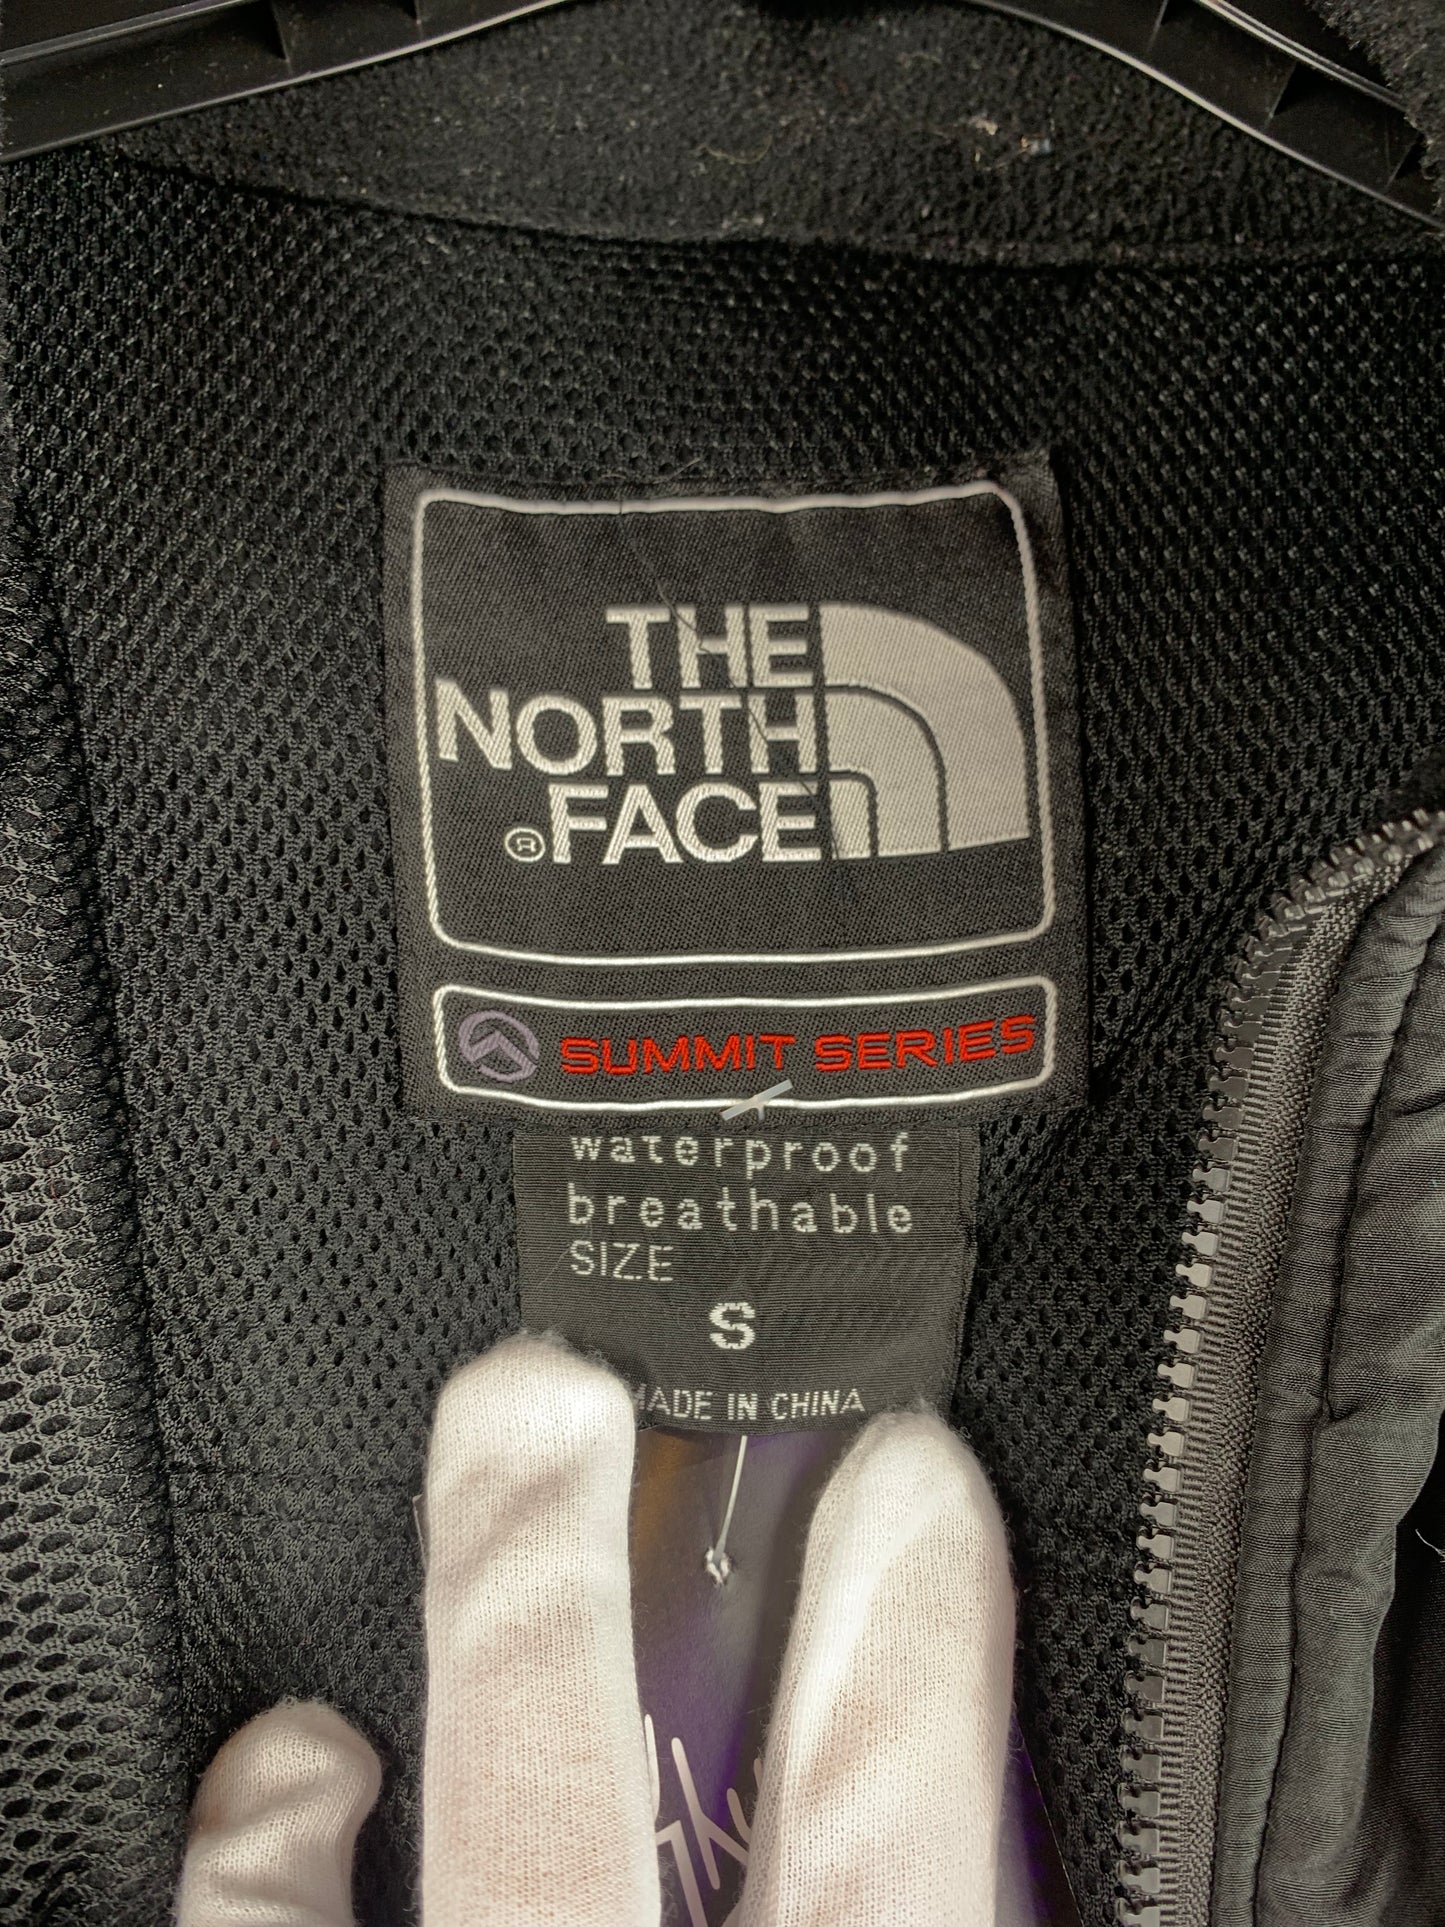 THE
NORTH
®FACE
SUMMIT SERIES
waterproof
breathable
SIZE
S
MADE IN CHINA